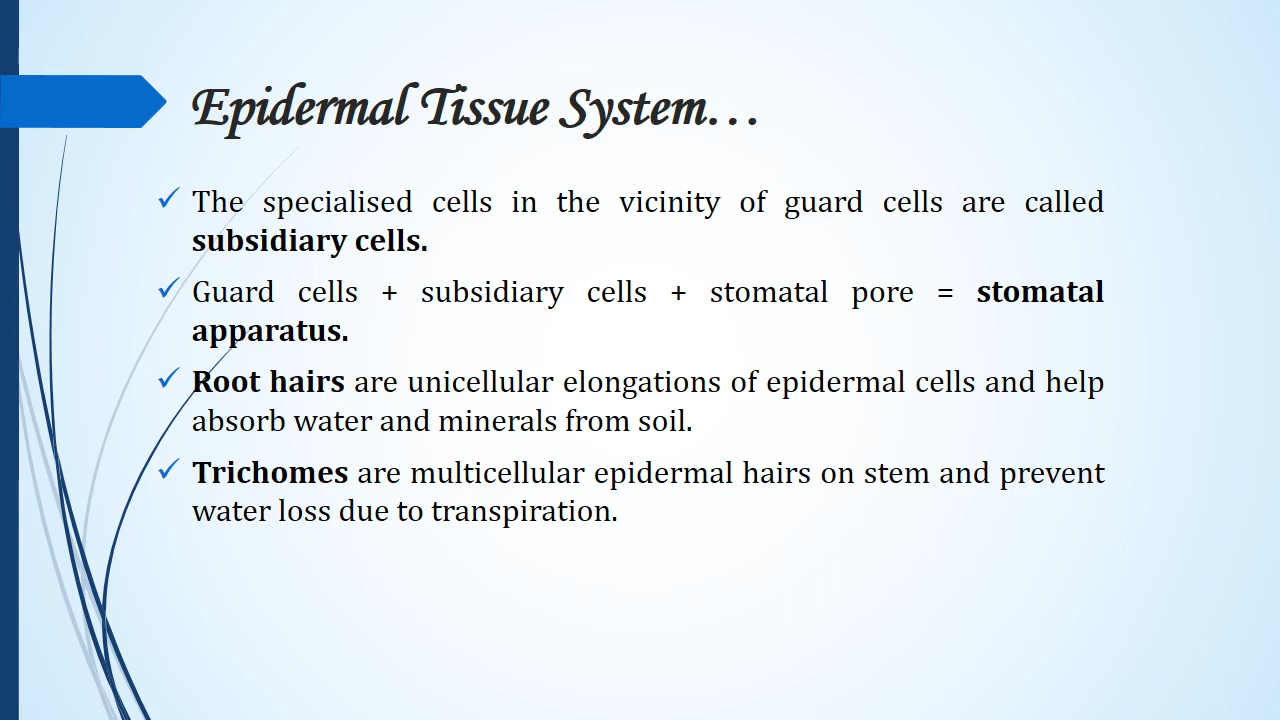 Epidermal Tissue System...
✓ The specialised cells in the vicinity of guard cells are called
subsidiary cells.
✓ Guard cells + subsidiary cells + stomatal pore = stomatal
apparatus.
✓ Root hairs are unicellular elongations of epidermal cells and help
absorb water and minerals from soil.
✓ Trichomes are multicellular epidermal hairs on stem and prevent
water loss due to transpiration.